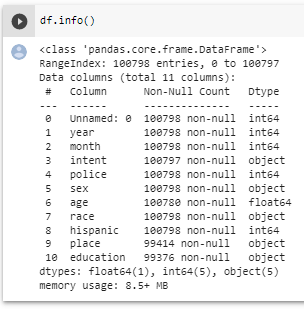 df.info()
<class 'pandas.core.frame.DataFrame'>
RangeIndex: 100798 entries, 0 to 100797
Data columns (total 11 columns):
 #   Column      Non-Null Count   Dtype
---  ------      --------------   -----
 0   Unnamed: 0  100798 non-null  int64
 1   year        100798 non-null  int64
 2   month       100798 non-null  int64
 3   intent      100797 non-null  object
 4   police      100798 non-null  int64
 5   sex         100798 non-null  object
 6   age         100780 non-null  float64
 7   race        100798 non-null  object
 8   hispanic    100798 non-null  int64
 9   place       99414 non-null   object
 10  education   99376 non-null   object
dtypes: float64(1), int64(5), object(5)
memory usage: 8.5+ MB